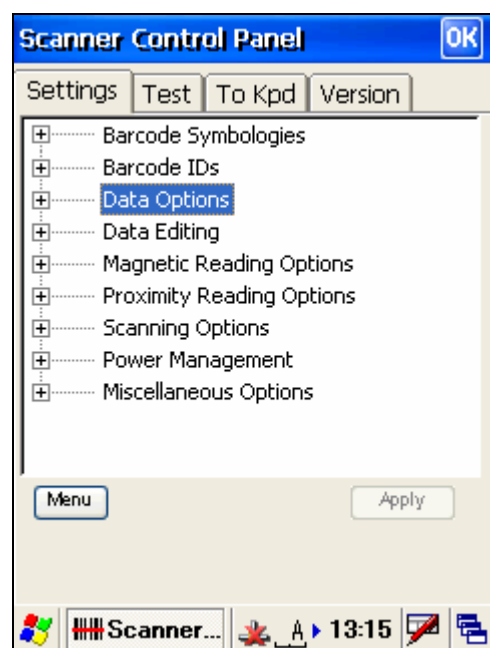 Scanner Control Panel OK
Settings Test To Kpd Version
Barcode Symbologies
Barcode IDs
Data Options
Data Editing
Magnetic Reading Options
Proximity Reading Options
Scanning Options
Power Management
Miscellaneous Options
Menu Apply
Scanner... A 13:15